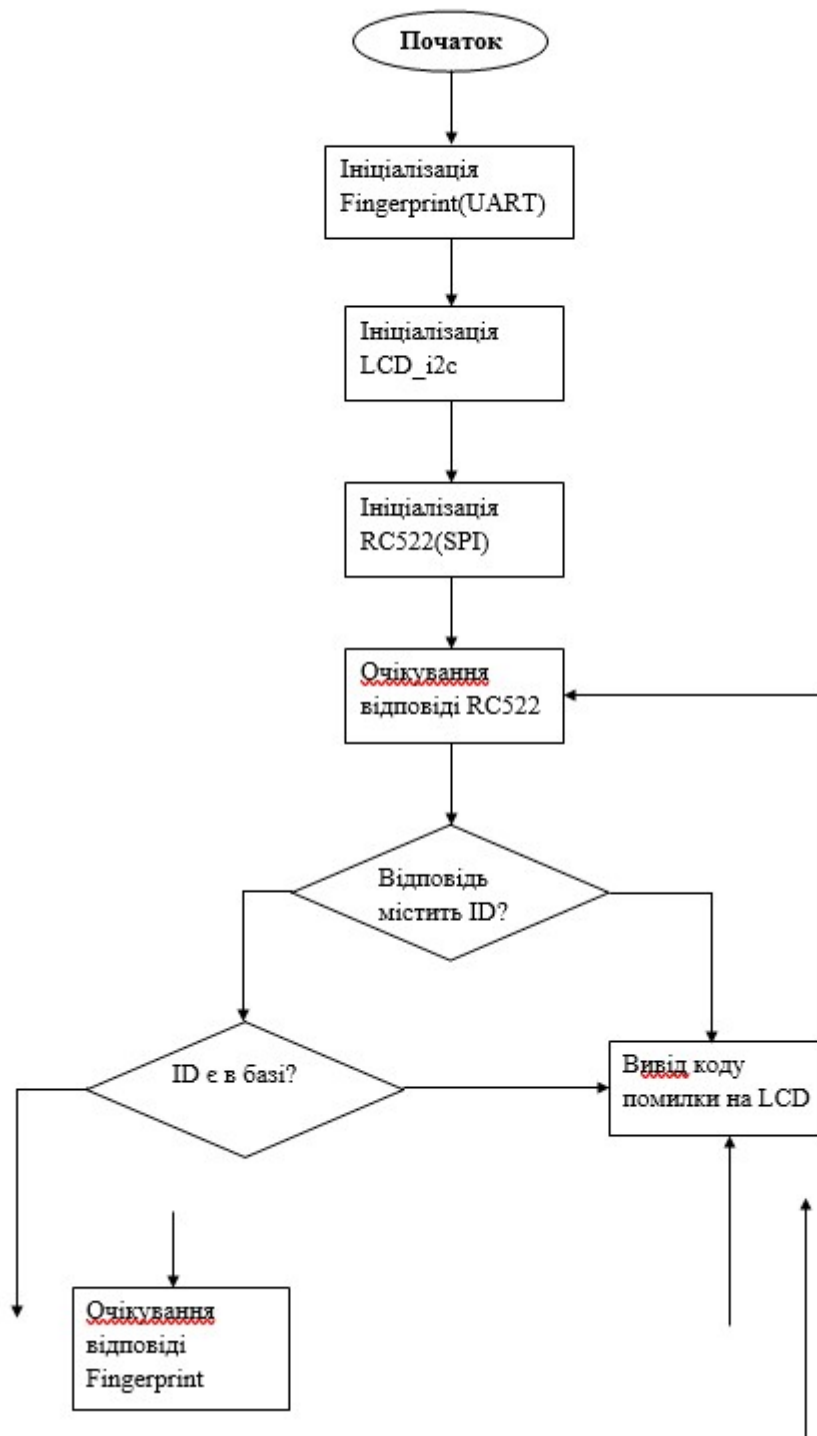 Початок
Ініціалізація
Fingerprint(UART)
Ініціалізація
LCD_i2c
Ініціалізація
RC522(SPI)
Очікування
відповіді RC522
Відповідь
містить ID?
ID є в базі?
Вивід коду
помилки на LCD
Очікування
відповіді
Fingerprint